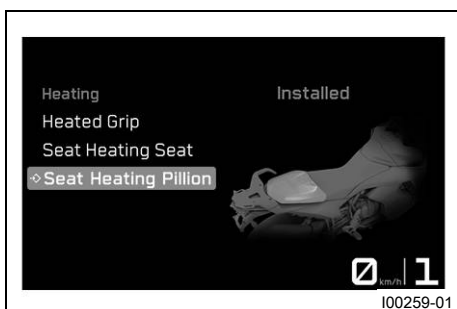 Heating
Installed
Heated Grip
Seat Heating Seat
Seat Heating Pillion
0 km/h 1
I00259-01